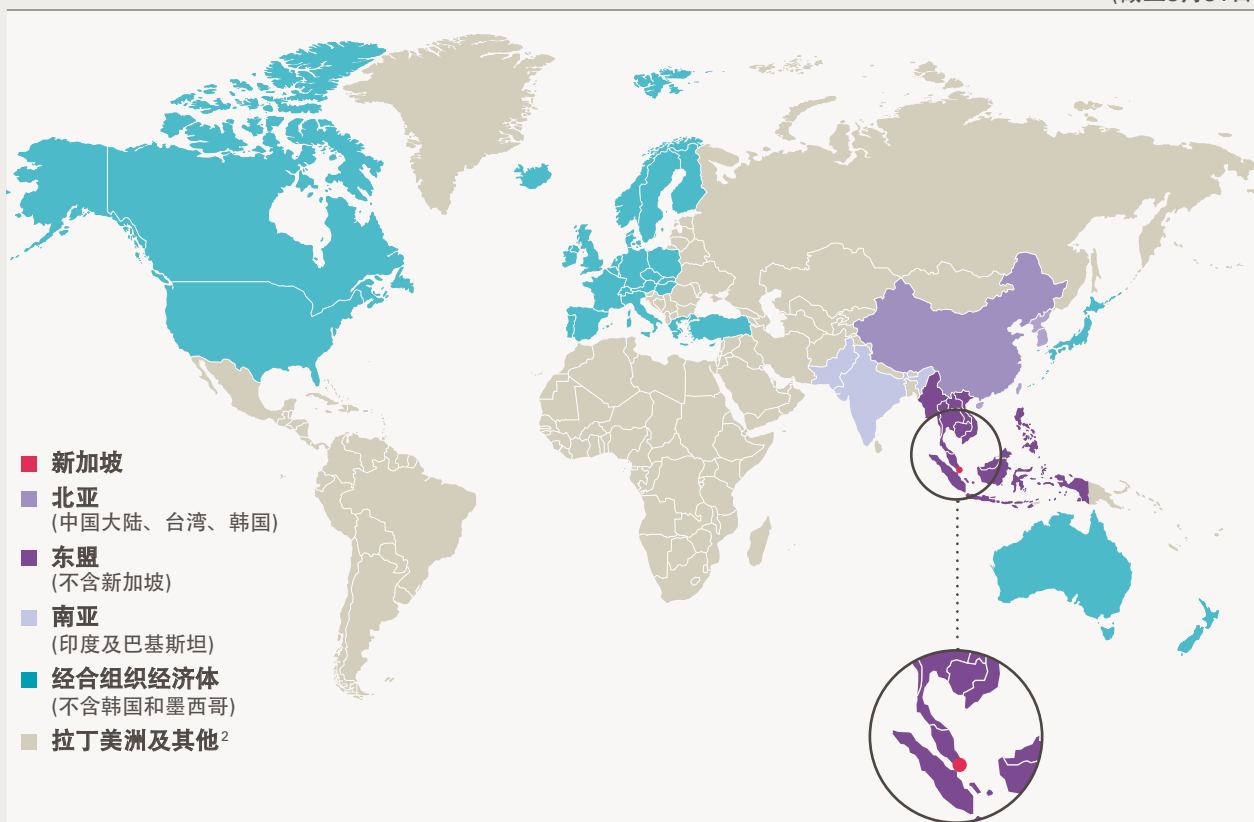 新加坡
北亚
(中国大陆、台湾、韩国)
东盟
(不含新加坡)
南亚
(印度及巴基斯坦)
经合组织经济体
(不含韩国和墨西哥)
拉丁美洲及其他²